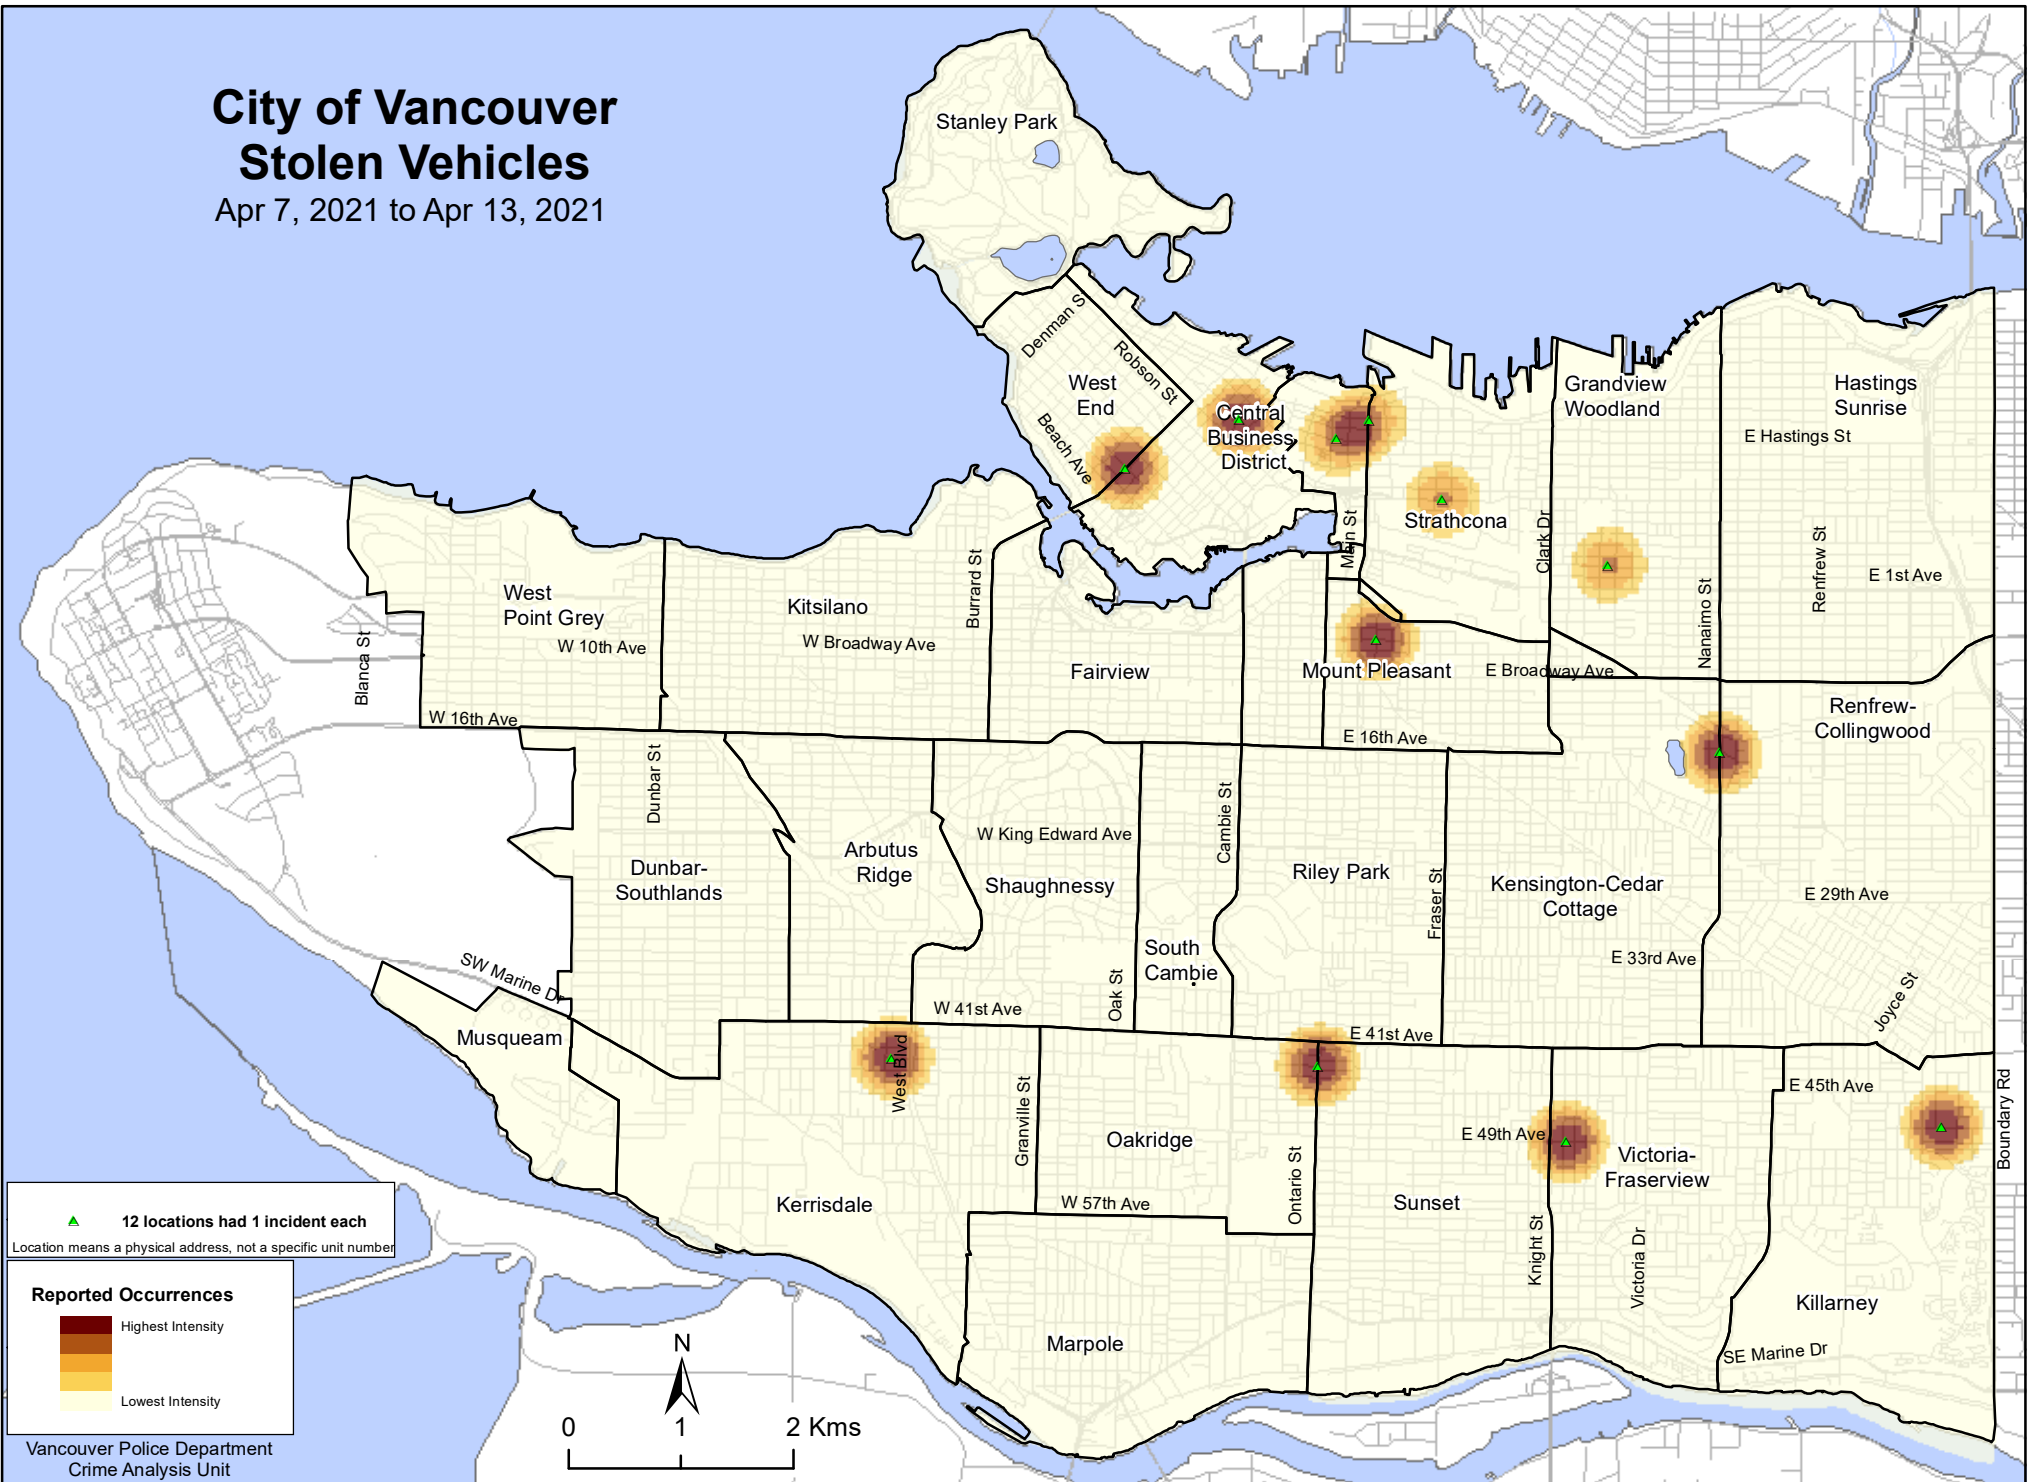 City of Vancouver
Stolen Vehicles
Apr 7, 2021 to Apr 13, 2021
Stanley Park
Denman S
Robson St
West
End
Beach Ave
Central
Business
District
Main St
Strathcona
Clark Dr
Grandview
Woodland
Nanaimo St
Hastings
Sunrise
E Hastings St
Renfrew St
E 1st Ave
West
Point Grey
W 10th Ave
Blanca St
W 16th Ave
Kitsilano
W Broadway Ave
Burrard St
Fairview
Mount Pleasant
E Broadway Ave
E 16th Ave
Renfrew-
Collingwood
Dunbar St
Dunbar-
Southlands
Arbutus
Ridge
W King Edward Ave
Shaughnessy
Cambie St
South
Cambie
Oak St
W 41st Ave
Riley Park
Fraser St
Kensington-Cedar
Cottage
E 33rd Ave
E 29th Ave
Joyce St
SW Marine Dr
Musqueam
West Blvd
Granville St
Kerrisdale
Oakridge
W 57th Ave
Ontario St
E 41st Ave
E 49th Ave
Sunset
Knight St
Victoria-
Fraserview
Victoria Dr
E 45th Ave
Boundary Rd
Killarney
SE Marine Dr
Marpole
12 locations had 1 incident each
Location means a physical address, not a specific unit number
Reported Occurrences
Highest Intensity
Lowest Intensity
Vancouver Police Department
Crime Analysis Unit
N
0 1 2 Kms